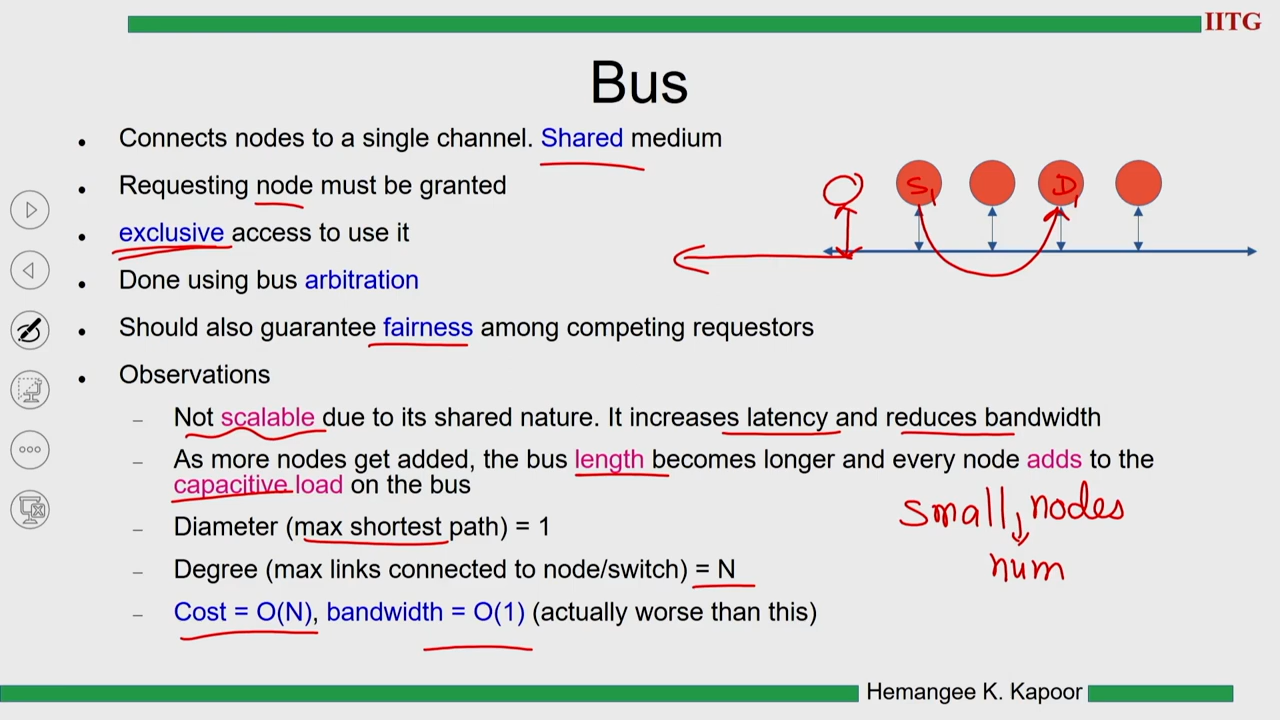 IITG
Bus
• Connects nodes to a single channel. Shared medium
• Requesting node must be granted
• exclusive access to use it
• Done using bus arbitration
• Should also guarantee fairness among competing requestors
• Observations
– Not scalable due to its shared nature. It increases latency and reduces bandwidth
– As more nodes get added, the bus length becomes longer and every node adds to the
capacitive load on the bus
– Diameter (max shortest path) = 1
– Degree (max links connected to node/switch) = N
– Cost = O(N), bandwidth = O(1) (actually worse than this)
S1 D1
small nodes
num
Hemangee K. Kapoor